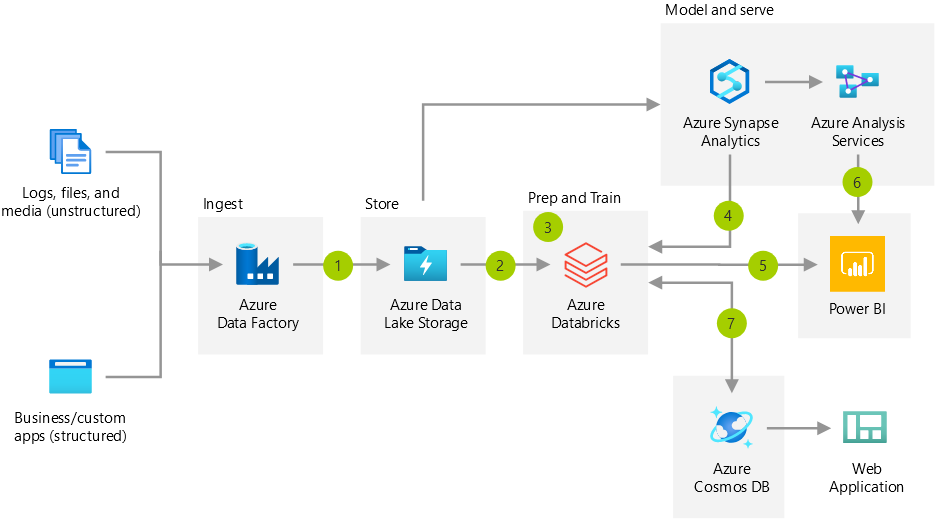 Model and serve
Azure Synapse
Analytics
Azure Analysis
Services
Logs, files, and
media (unstructured)
Ingest
Store
Prep and Train
6
4
3
1
2
5
Azure
Data Factory
Azure Data
Lake Storage
Azure
Databricks
Power BI
7
Business/custom
apps (structured)
Azure
Cosmos DB
Web
Application